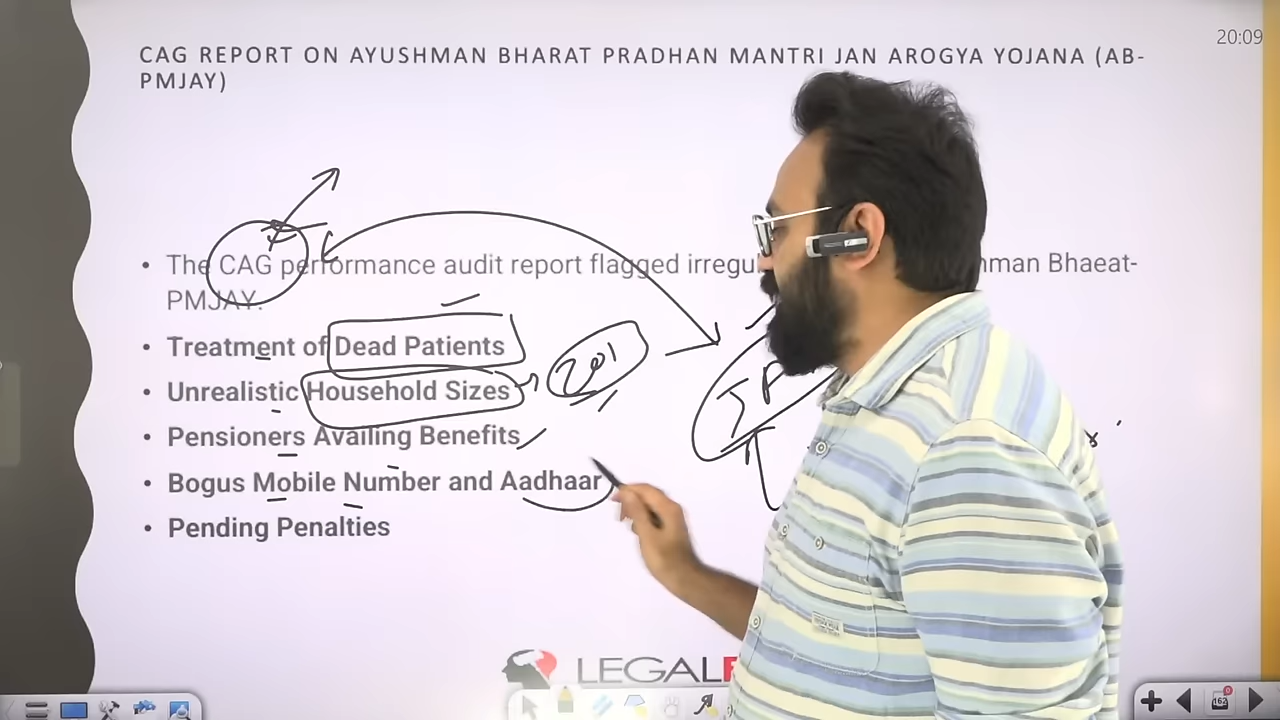 20:09
CAG REPORT ON AYUSHMAN BHARAT PRADHAN MANTRI JAN AROGYA YOJANA (AB-
PMJAY)
• The CAG performance audit report flagged irregu hman Bhaeat-
PMJAY.
• Treatment of Dead Patients
• Unrealistic Household Sizes
201
• Pensioners Availing Benefits
• Bogus Mobile Number and Aadhaar
• Pending Penalties
LEGAL